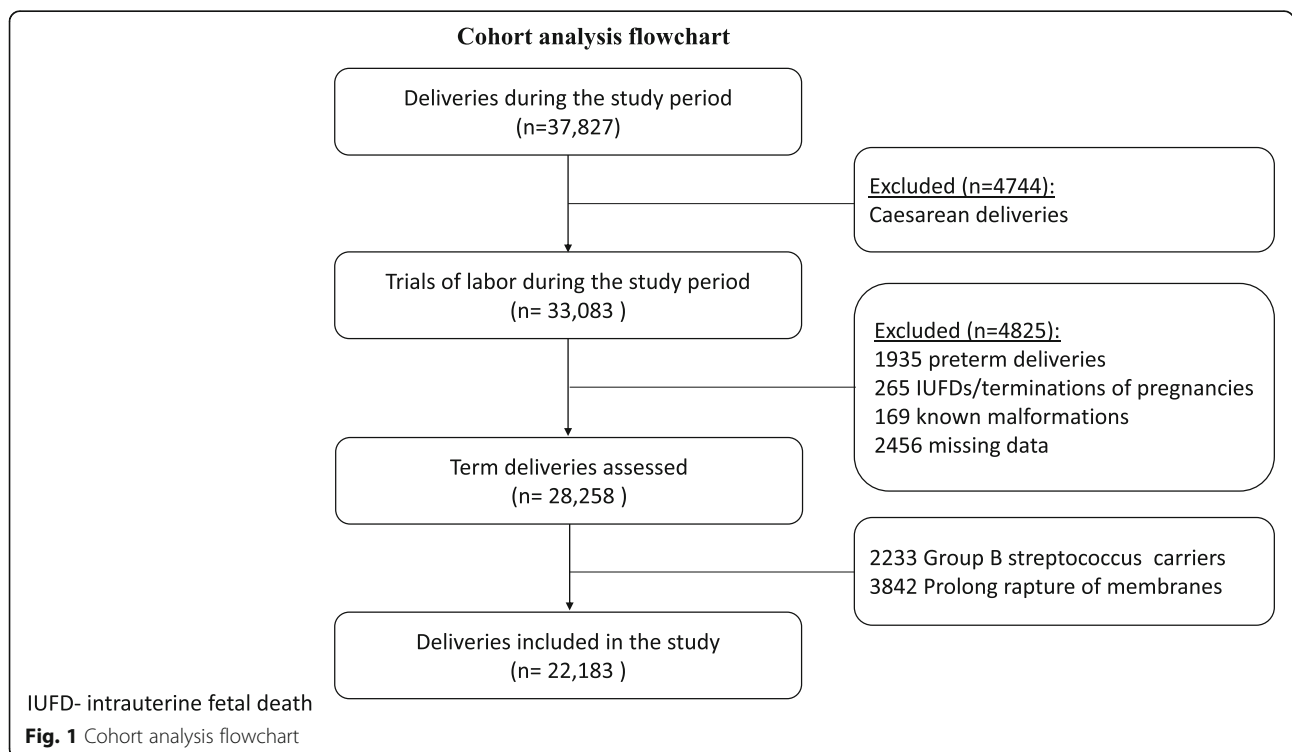 Cohort analysis flowchart
Deliveries during the study period
(n=37,827)
Excluded (n=4744):
Caesarean deliveries
Trials of labor during the study period
(n= 33,083 )
Excluded (n=4825):
1935 preterm deliveries
265 IUFDs/terminations of pregnancies
169 known malformations
2456 missing data
Term deliveries assessed
(n= 28,258 )
2233 Group B streptococcus carriers
3842 Prolong rapture of membranes
Deliveries included in the study
(n= 22,183 )
IUFD- intrauterine fetal death
Fig. 1 Cohort analysis flowchart